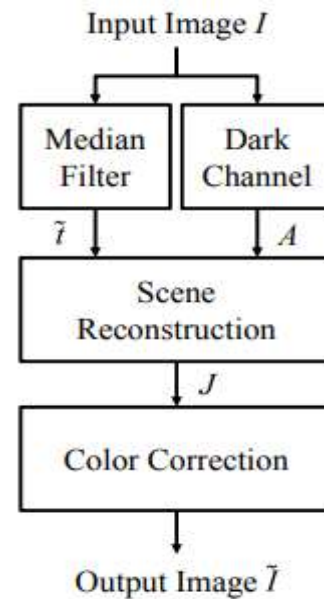 Input Image I
Median
Filter
Dark
Channel
t̃
A
Scene
Reconstruction
J
Color Correction
Output Image Ĩ